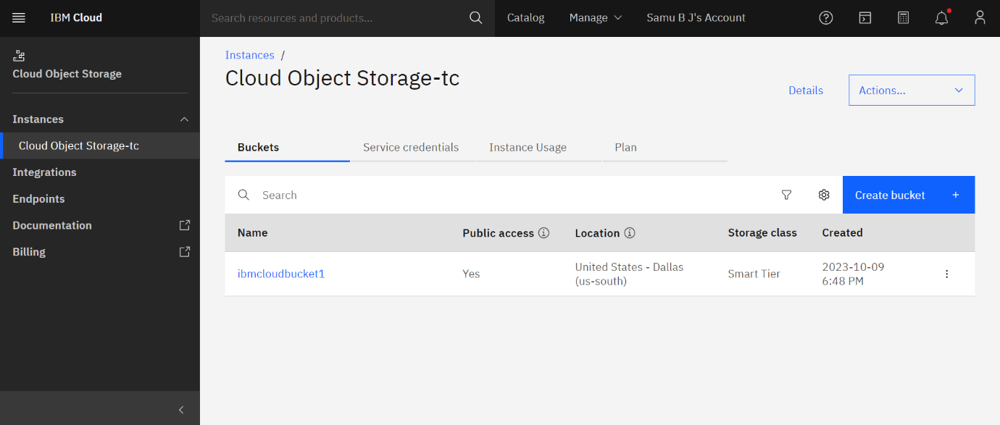 IBM Cloud
Search resources and products...
Catalog
Manage
Samu B J's Account
Cloud Object Storage
Instances
Cloud Object Storage-tc
Integrations
Endpoints
Documentation
Billing
Instances /
Cloud Object Storage-tc
Details
Actions...
Buckets
Service credentials
Instance Usage
Plan
Search
Create bucket +
Name
Public access
Location
Storage class
Created
ibmcloudbucket1
Yes
United States - Dallas
(us-south)
Smart Tier
2023-10-09
6:48 PM